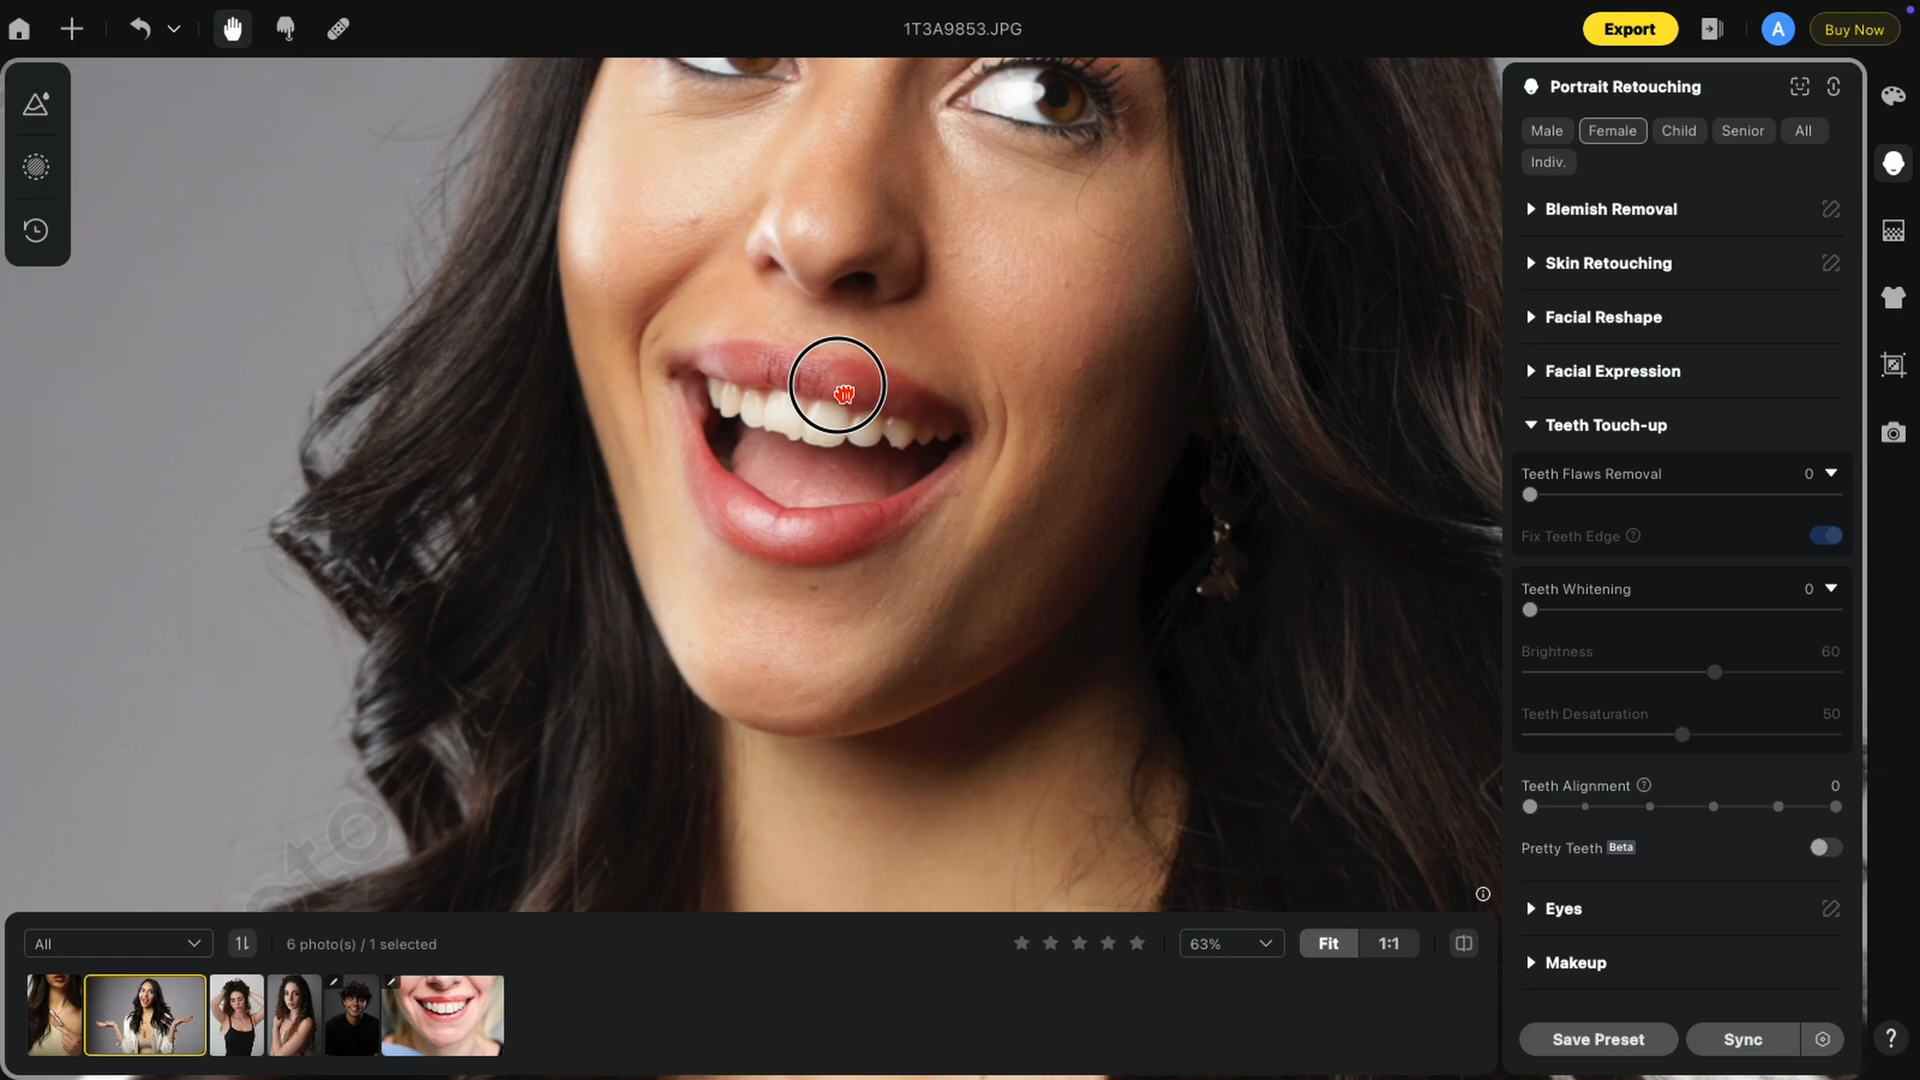 1T3A9853.JPG
Export
A
Buy Now
Portrait Retouching
Male
Female
Child
Senior
All
Indiv.
Blemish Removal
Skin Retouching
Facial Reshape
Facial Expression
Teeth Touch-up
Teeth Flaws Removal 0
Fix Teeth Edge ?
Teeth Whitening 0
Brightness 60
Teeth Desaturation 50
Teeth Alignment ? 0
Pretty Teeth Beta
Eyes
Makeup
Save Preset
Sync
?
oto
All
6 photo(s) / 1 selected
63%
Fit
1:1